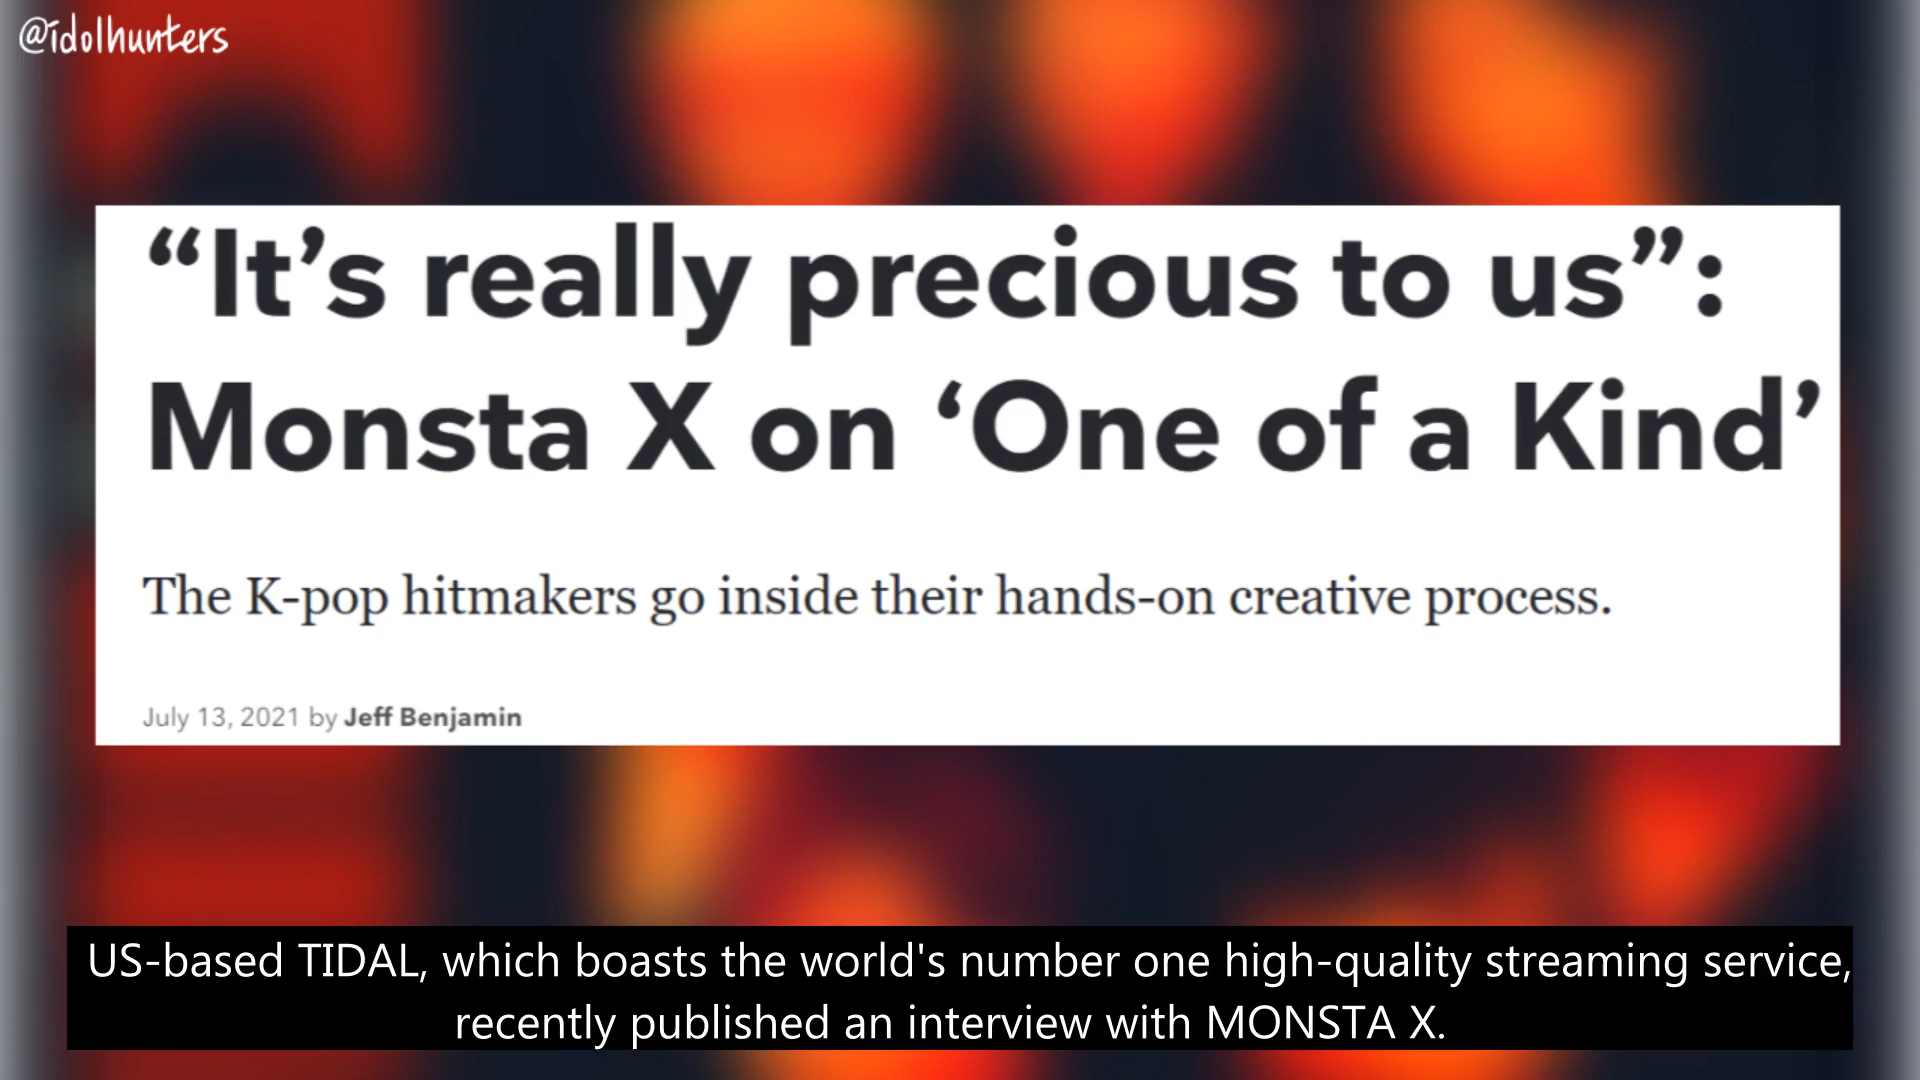 @idolhunters
“It’s really precious to us”:
Monsta X on ‘One of a Kind’
The K-pop hitmakers go inside their hands-on creative process.
July 13, 2021 by Jeff Benjamin
US-based TIDAL, which boasts the world's number one high-quality streaming service,
recently published an interview with MONSTA X.